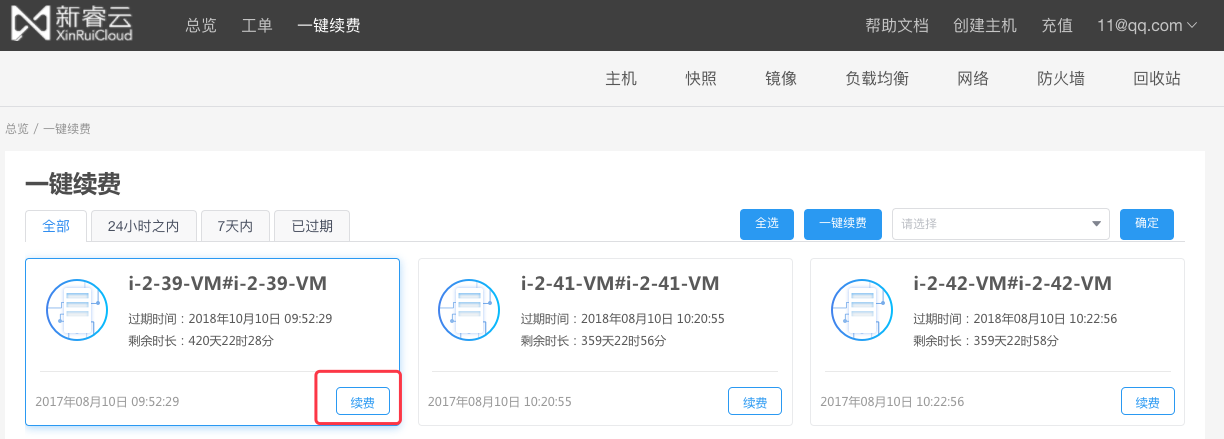 新睿云
XinRuiCloud
总览 工单 一键续费 帮助文档 创建主机 充值 11@qq.com
主机 快照 镜像 负载均衡 网络 防火墙 回收站
总览 / 一键续费
一键续费
全部 24小时之内 7天内 已过期 全选 一键续费 请选择 确定
i-2-39-VM#i-2-39-VM
过期时间：2018年10月10日 09:52:29
剩余时长：420天22时28分
2017年08月10日 09:52:29 续费
i-2-41-VM#i-2-41-VM
过期时间：2018年08月10日 10:20:55
剩余时长：359天22时56分
2017年08月10日 10:20:55 续费
i-2-42-VM#i-2-42-VM
过期时间：2018年08月10日 10:22:56
剩余时长：359天22时58分
2017年08月10日 10:22:56 续费